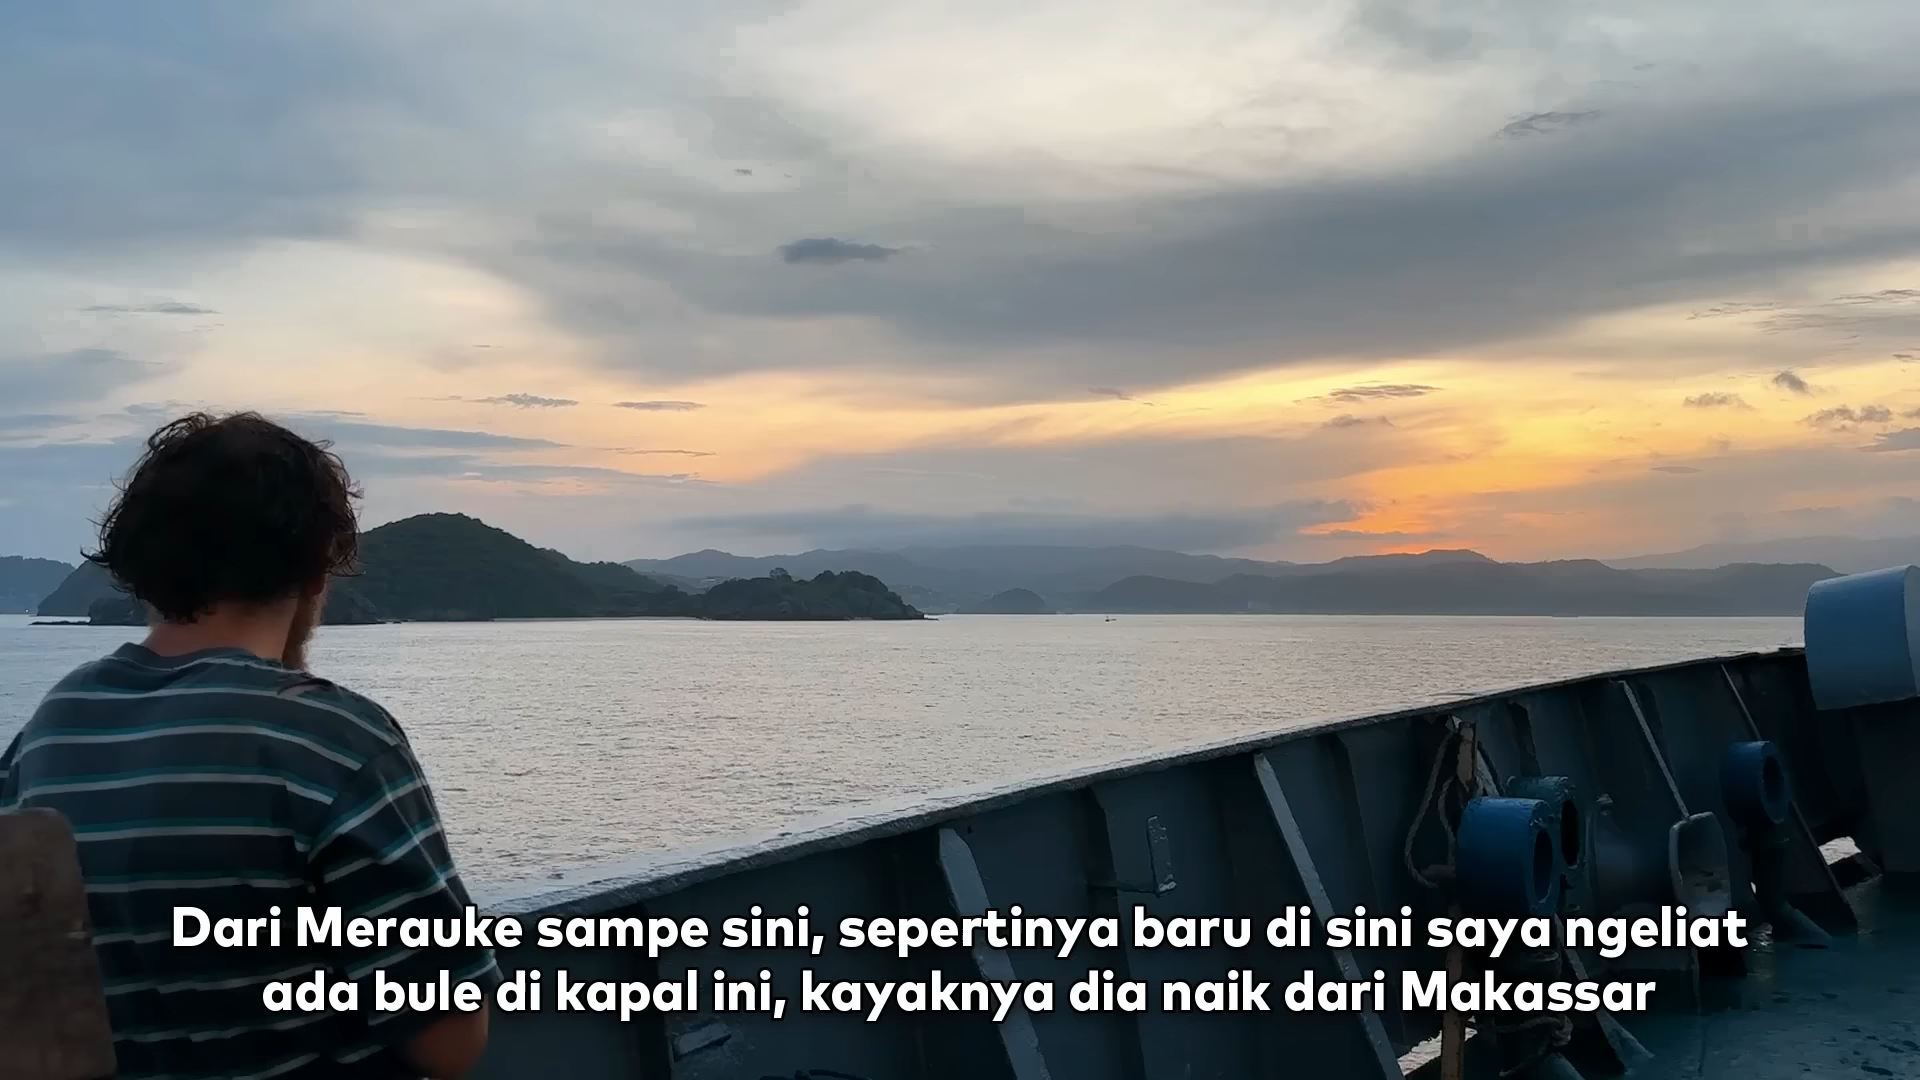 Dari Merauke sampe sini, sepertinya baru di sini saya ngeliat
ada bule di kapal ini, kayaknya dia naik dari Makassar